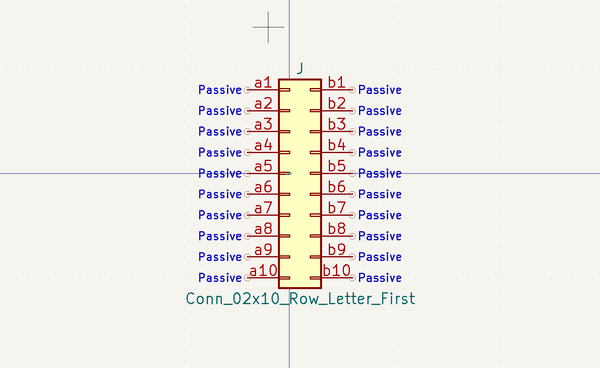 J
Passive a1 b1 Passive
Passive a2 b2 Passive
Passive a3 b3 Passive
Passive a4 b4 Passive
Passive a5 b5 Passive
Passive a6 b6 Passive
Passive a7 b7 Passive
Passive a8 b8 Passive
Passive a9 b9 Passive
Passive a10 b10 Passive
Conn_02x10_Row_Letter_First